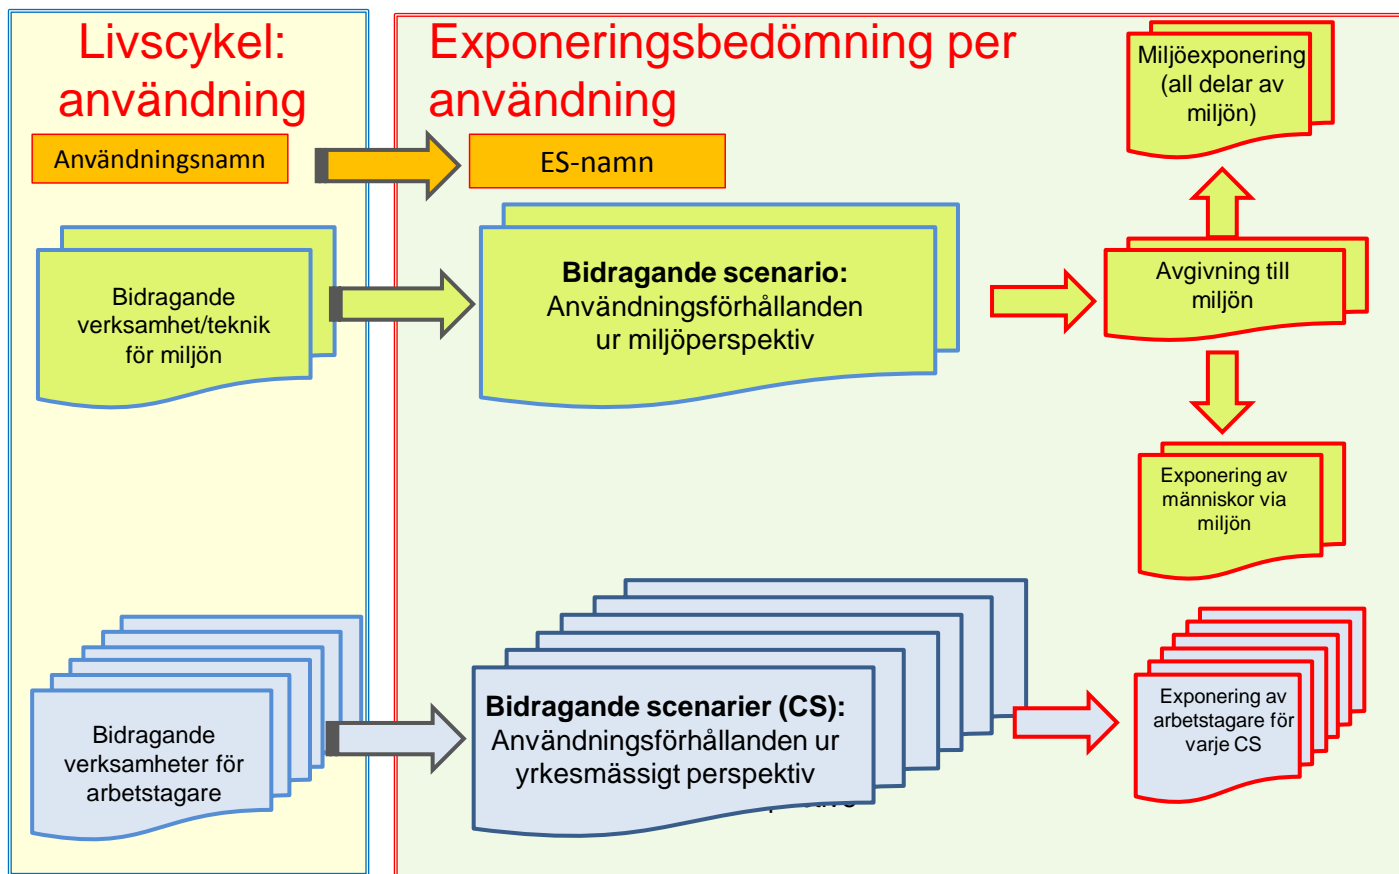 Livscykel:
användning
Användningsnamn
Bidragande
verksamhet/teknik
för miljön
Bidragande
verksamheter för
arbetstagare
Exponeringsbedömning per
användning
ES-namn
Bidragande scenario:
Användningsförhållanden
ur miljöperspektiv
Bidragande scenarier (CS):
Användningsförhållanden ur
yrkesmässigt perspektiv
Miljöexponering
(all delar av
miljön)
Avgivning till
miljön
Exponering av
människor via
miljön
Exponering av
arbetstagare för
varje CS